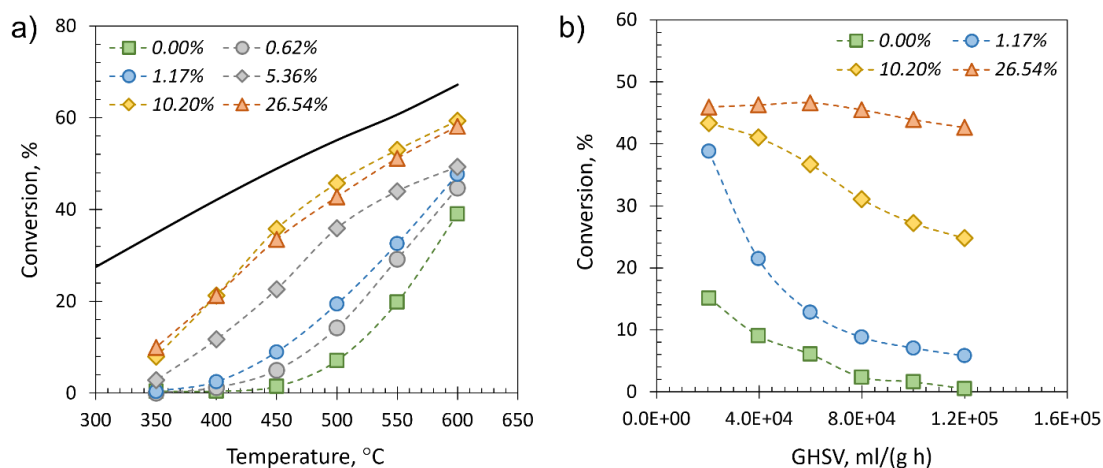 a)
0.00% 0.62%
1.17% 5.36%
10.20% 26.54%
80
60
40
20
0
300 350 400 450 500 550 600 650
Conversion, %
Temperature, °C
b)
0.00% 1.17%
10.20% 26.54%
60
50
40
30
20
10
0
0.0E+00 4.0E+04 8.0E+04 1.2E+05 1.6E+05
Conversion, %
GHSV, ml/(g h)